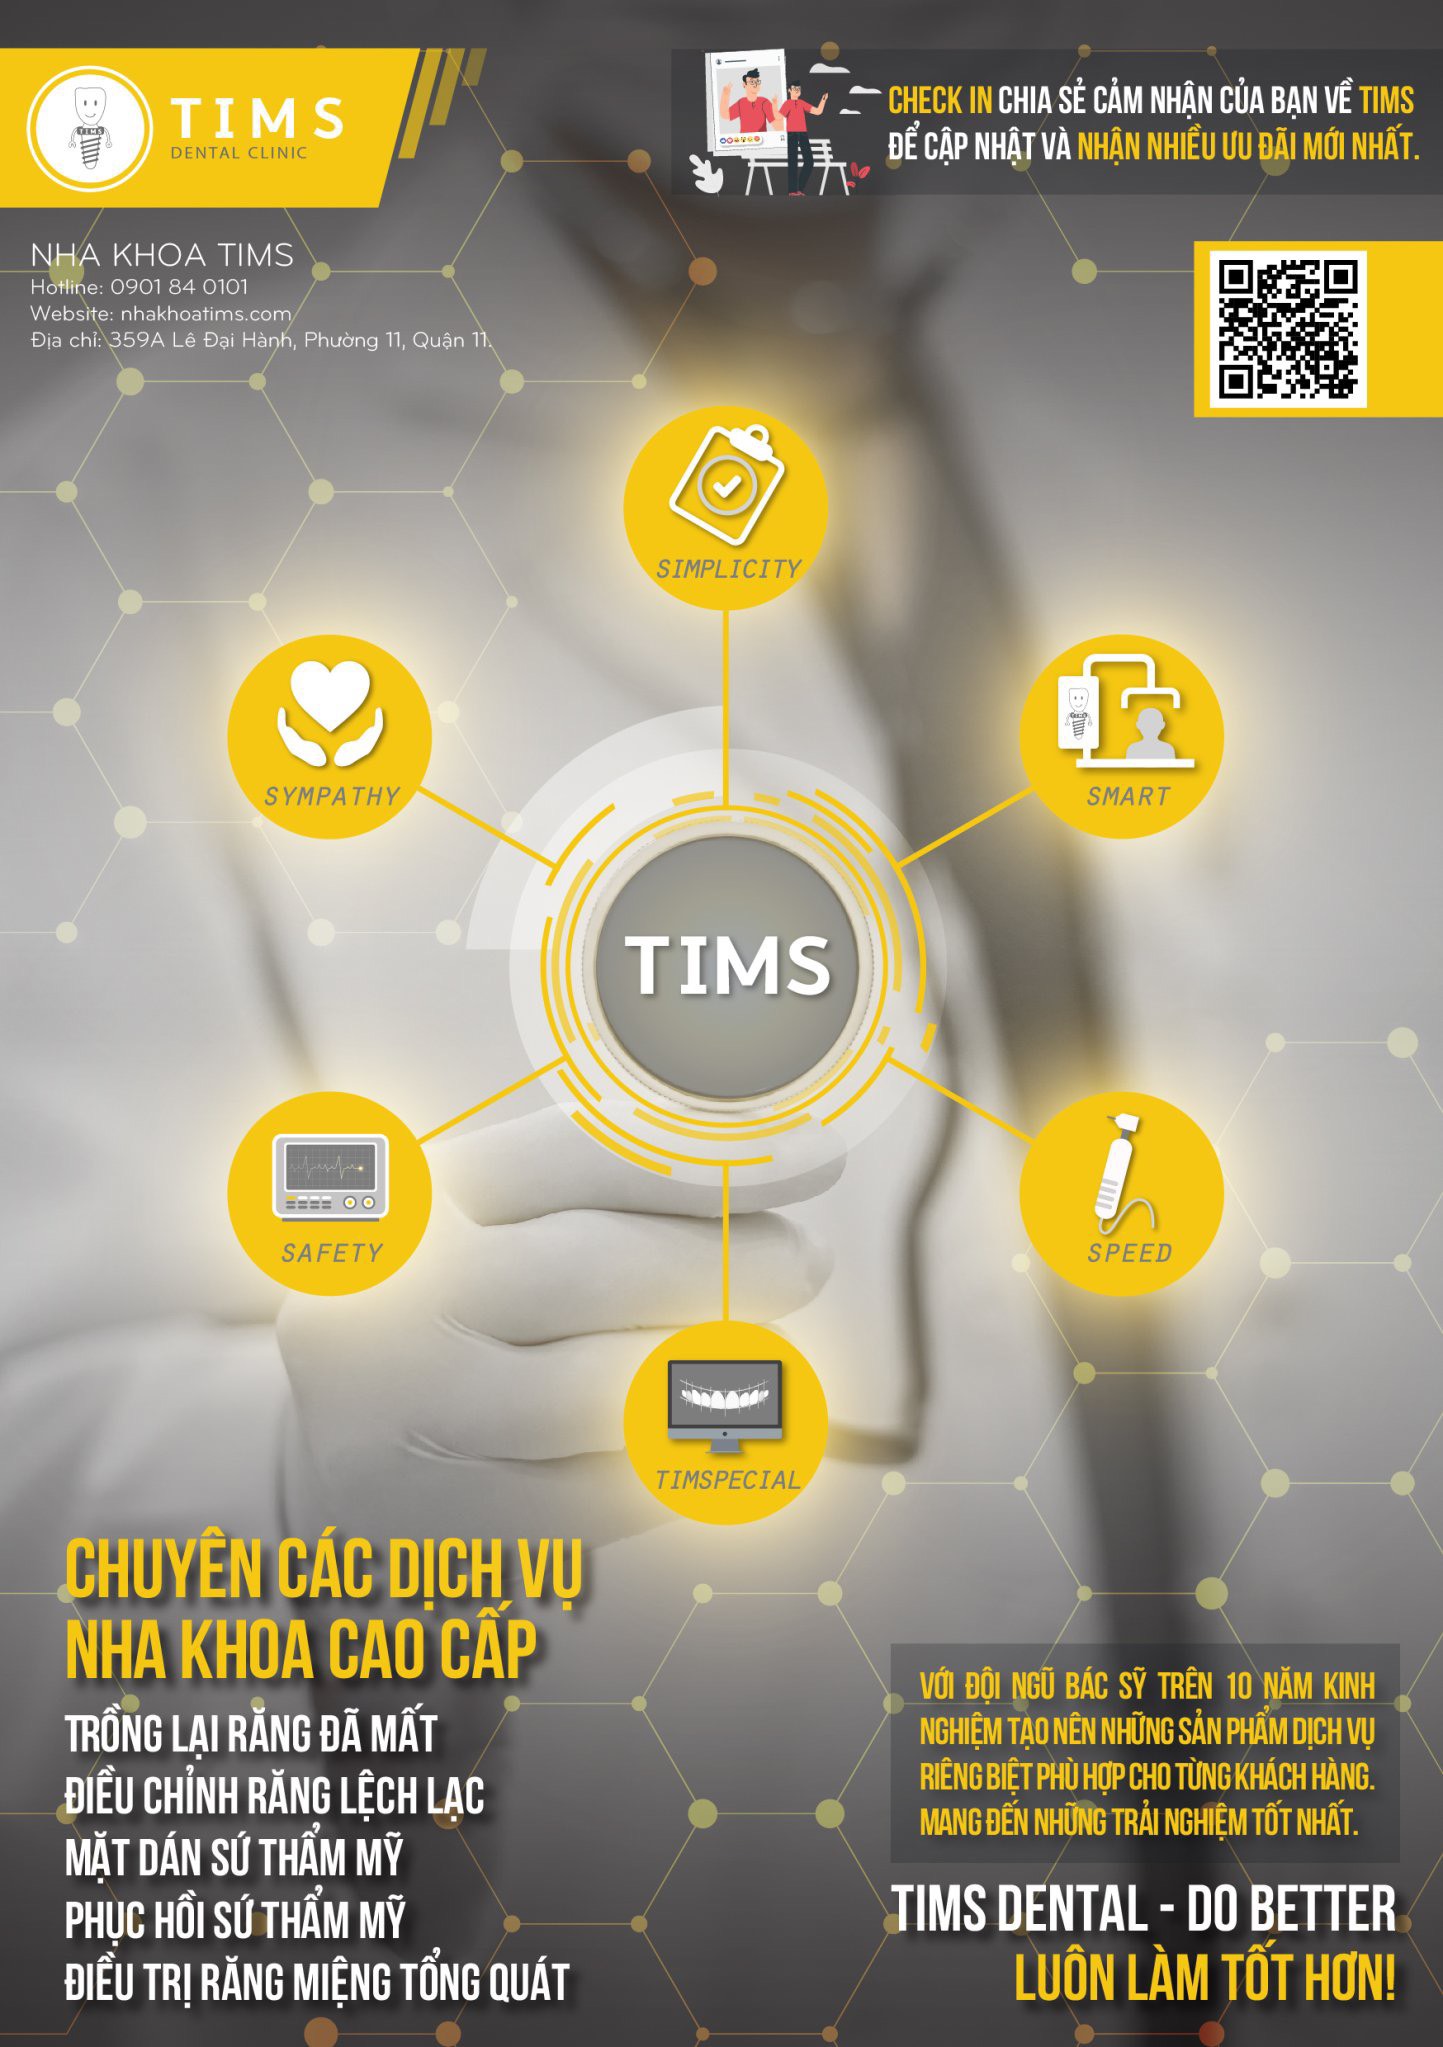 TIMS
DENTAL CLINIC
TIMS
CHECK IN CHIA SẺ CẢM NHẬN CỦA BẠN VỀ TIMS
ĐỂ CẬP NHẬT VÀ NHẬN NHIỀU ƯU ĐÃI MỚI NHẤT.
NHA KHOA TIMS
Hotline: 0901 84 0101
Website: nhakhoatims.com
Địa chỉ: 359A Lê Đại Hành, Phường 11, Quận 11.
SIMPLICITY
SYMPATHY
SMART
TIMS
SAFETY
SPEED
TIMSPECIAL
CHUYÊN CÁC DỊCH VỤ
NHA KHOA CAO CẤP
TRỒNG LẠI RĂNG ĐÃ MẤT
ĐIỀU CHỈNH RĂNG LỆCH LẠC
MẶT DÁN SỨ THẨM MỸ
PHỤC HỒI SỨ THẨM MỸ
ĐIỀU TRỊ RĂNG MIỆNG TỔNG QUÁT
VỚI ĐỘI NGŨ BÁC SỸ TRÊN 10 NĂM KINH
NGHIỆM TẠO NÊN NHỮNG SẢN PHẨM DỊCH VỤ
RIÊNG BIỆT PHÙ HỢP CHO TỪNG KHÁCH HÀNG.
MANG ĐẾN NHỮNG TRẢI NGHIỆM TỐT NHẤT.
TIMS DENTAL - DO BETTER
LUÔN LÀM TỐT HƠN!